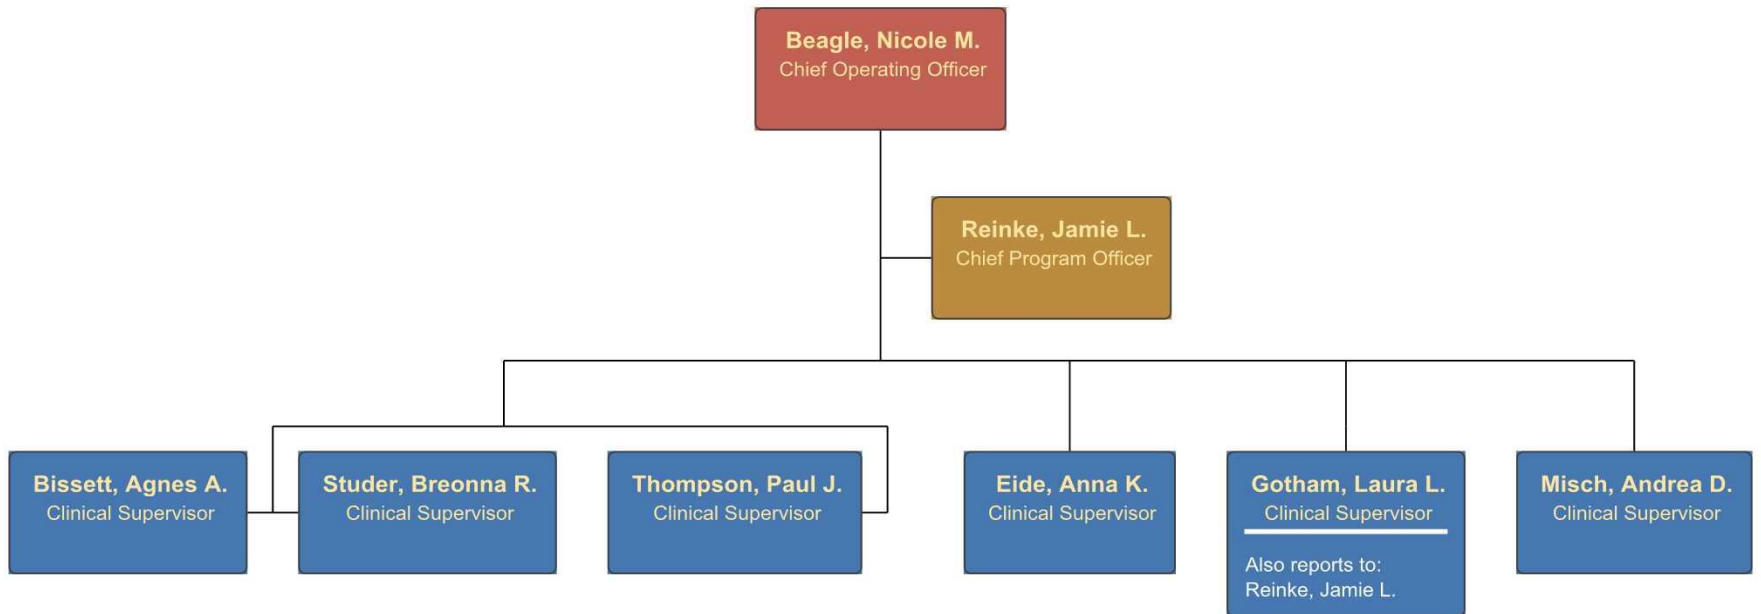 Beagle, Nicole M.
Chief Operating Officer
Reinke, Jamie L.
Chief Program Officer
Bissett, Agnes A.
Clinical Supervisor
Studer, Breonna R.
Clinical Supervisor
Thompson, Paul J.
Clinical Supervisor
Eide, Anna K.
Clinical Supervisor
Gotham, Laura L.
Clinical Supervisor
Also reports to:
Reinke, Jamie L.
Misch, Andrea D.
Clinical Supervisor